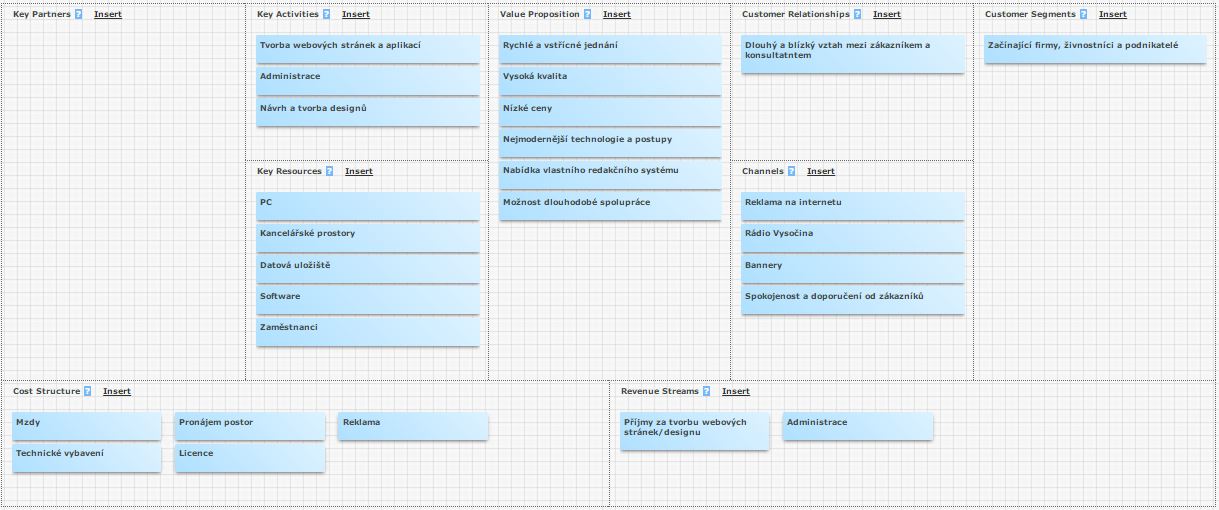 Key Partners ? Insert
Key Activities ? Insert
Tvorba webových stránek a aplikací
Administrace
Návrh a tvorba designů
Key Resources ? Insert
PC
Kancelářské prostory
Datová uložiště
Software
Zaměstnanci
Value Proposition ? Insert
Rychlé a vstřícné jednání
Vysoká kvalita
Nízké ceny
Nejmodernější technologie a postupy
Nabídka vlastního redakčního systému
Možnost dlouhodobé spolupráce
Customer Relationships ? Insert
Dlouhý a blízký vztah mezi zákazníkem a
konsultatntem
Channels ? Insert
Reklama na internetu
Rádio Vysočina
Bannery
Spokojenost a doporučení od zákazníků
Customer Segments ? Insert
Začínající firmy, živnostníci a podnikatelé
Cost Structure ? Insert
Mzdy
Pronájem postor
Reklama
Technické vybavení
Licence
Revenue Streams ? Insert
Příjmy za tvorbu webových
stránek/designu
Administrace